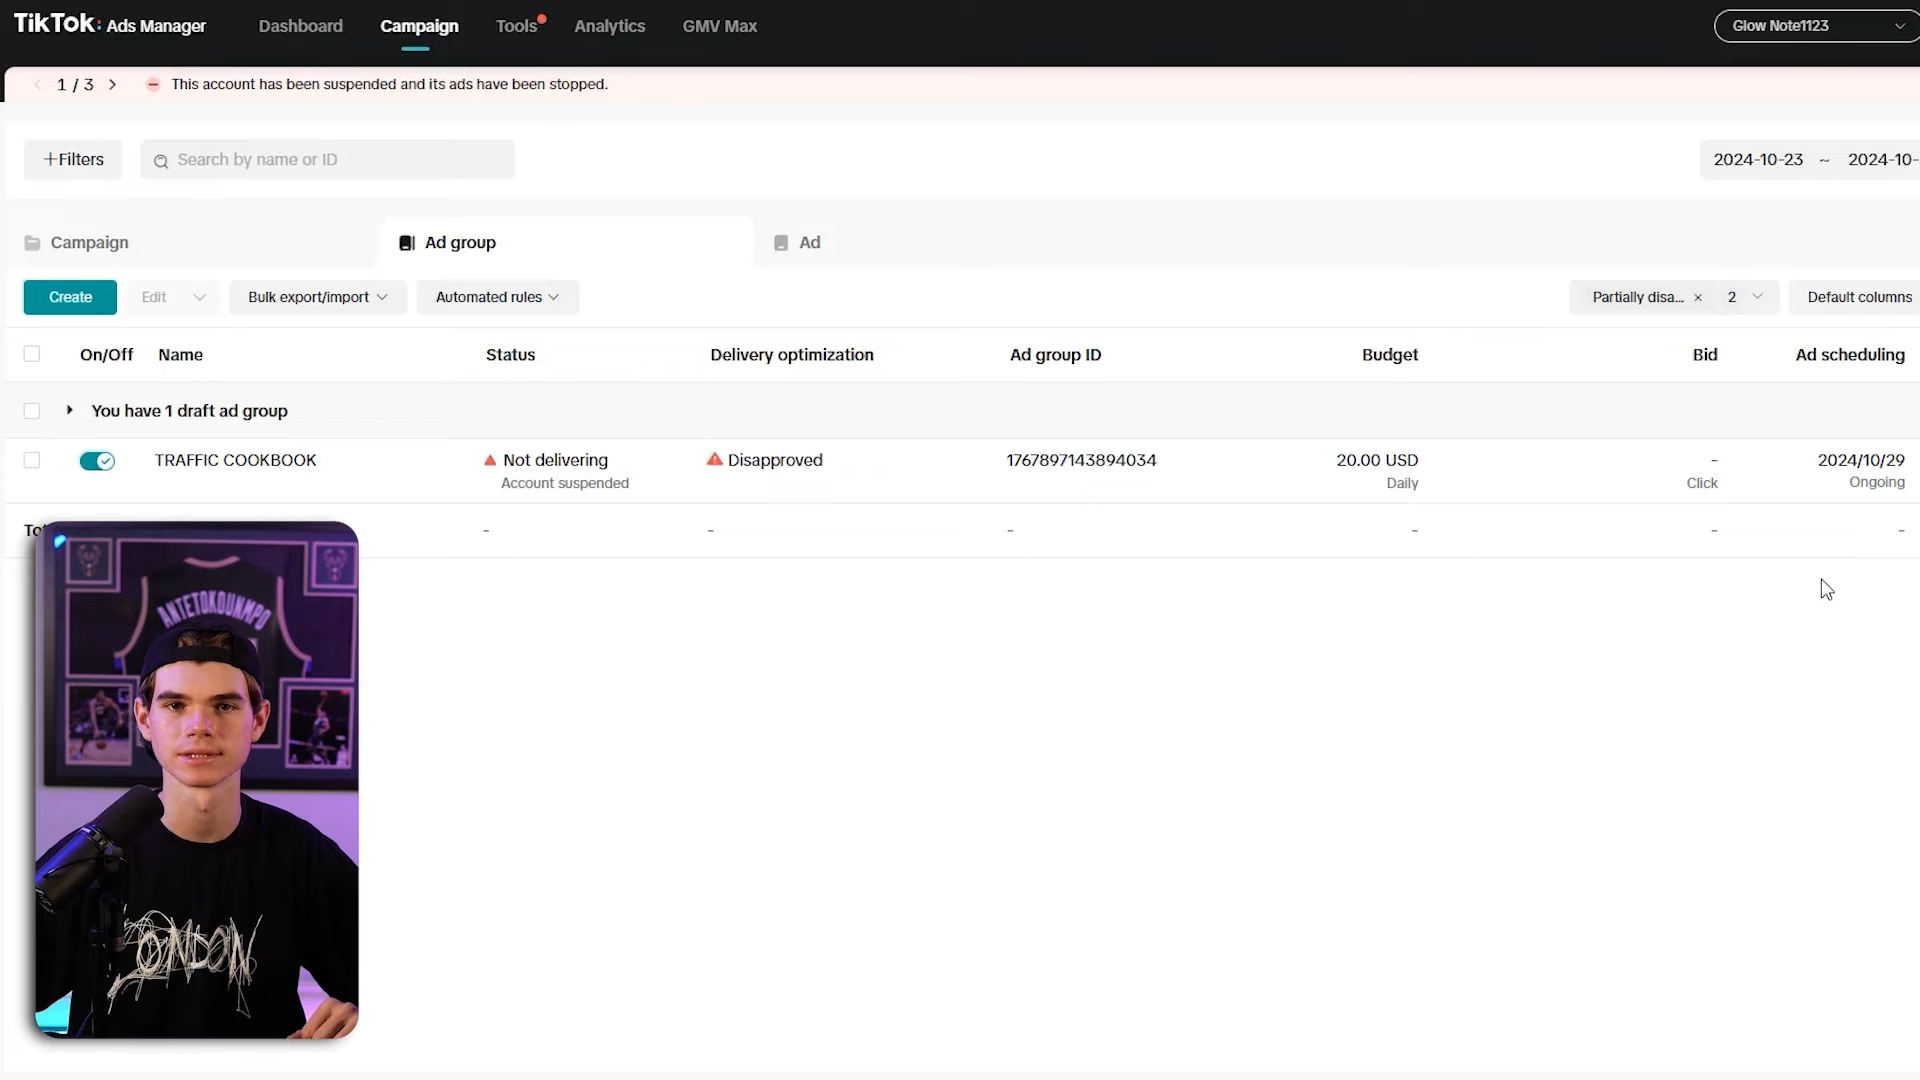 TikTok: Ads Manager Dashboard Campaign Tools Analytics GMV Max Glow Note1123
1 / 3 This account has been suspended and its ads have been stopped.
+Filters Search by name or ID 2024-10-23 ~ 2024-10-
Campaign Ad group Ad
Create Edit Bulk export/import Automated rules Partially disa... × 2 Default columns
On/Off Name Status Delivery optimization Ad group ID Budget Bid Ad scheduling
You have 1 draft ad group
TRAFFIC COOKBOOK Not delivering Disapproved 1767897143894034 20.00 USD - 2024/10/29
Account suspended Daily Click Ongoing
- - - - - -
ANTETOKOUNMPO
LONDON